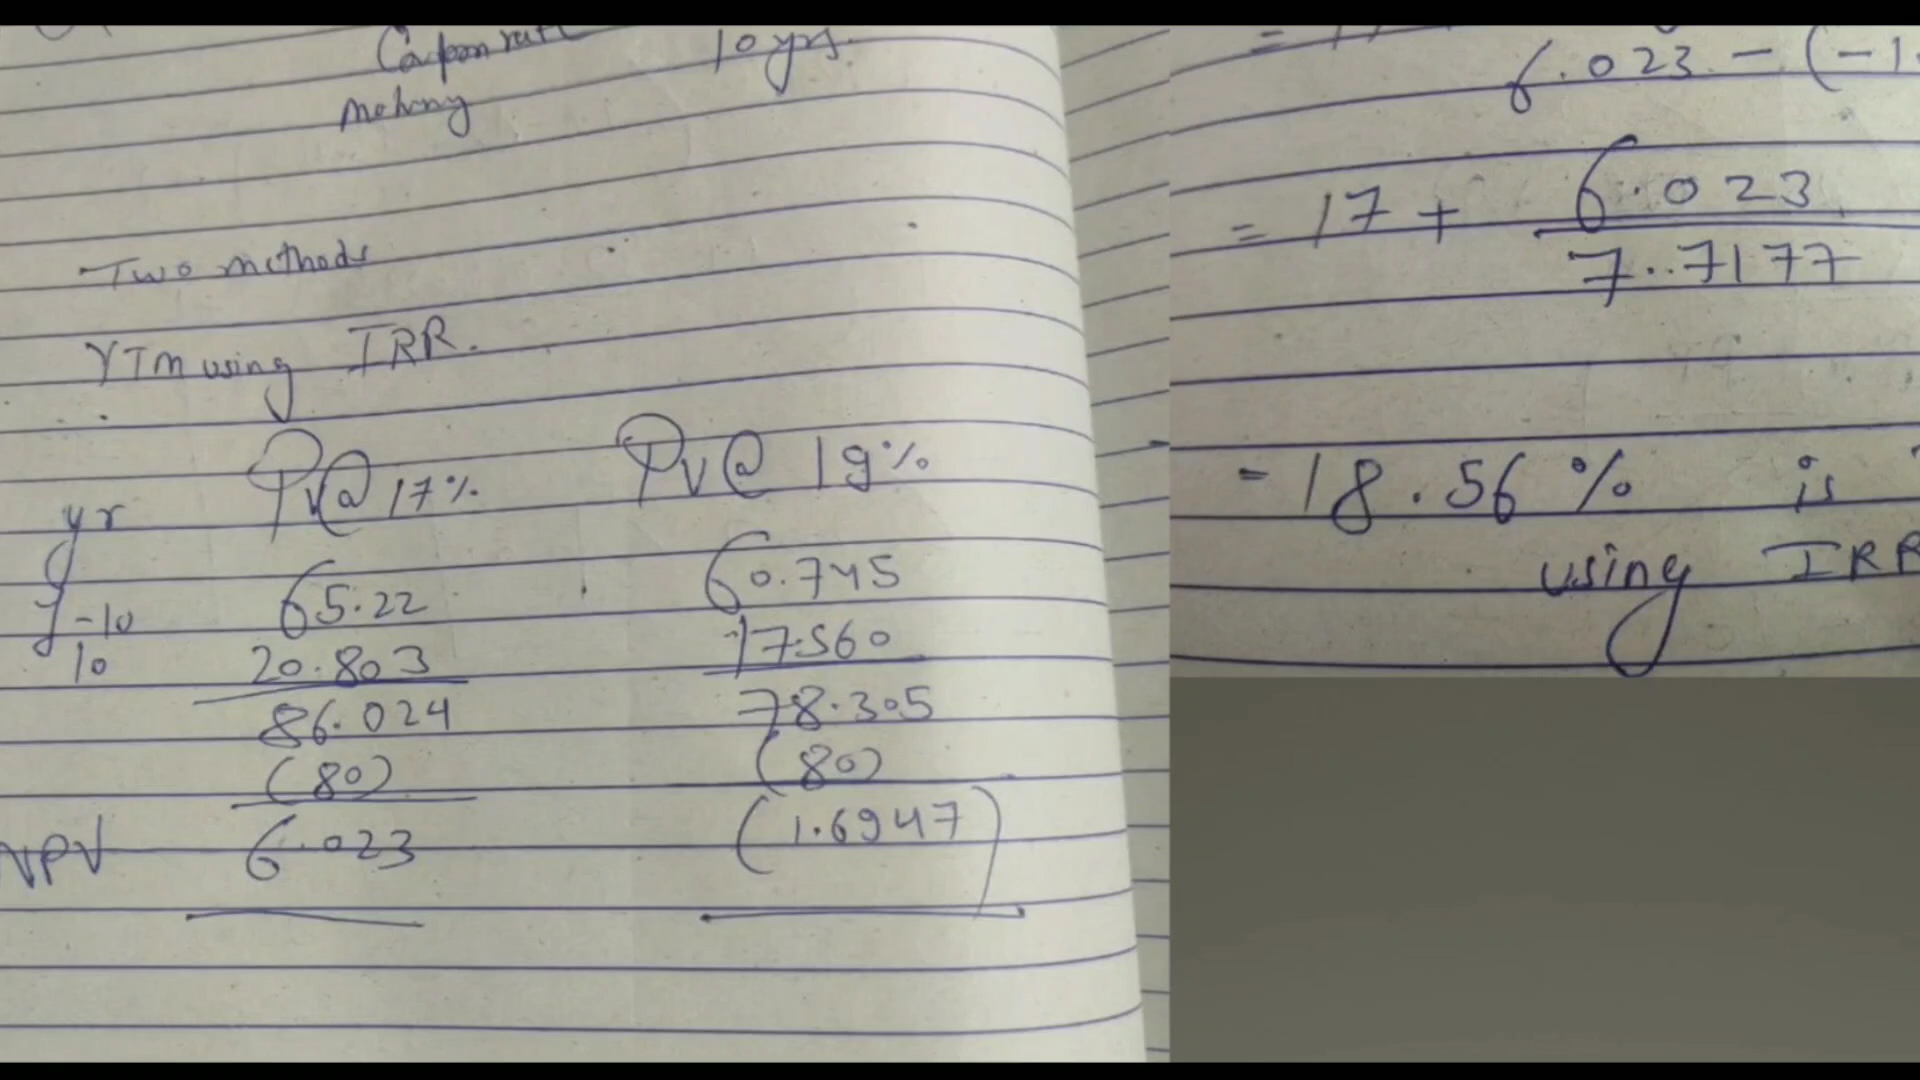 Coupon rate 10 yrs.
Two methods
YTM using IRR.
yr PV@ 17% PV@ 19%
1-10 65.22 60.745
10 20.803 17.560
86.024 78.305
(80) (80)
NPV 6.023 (1.6947)
6.023 - (-1.
= 17 + 6.023
7..7177
= 18.56 % is
using IRR